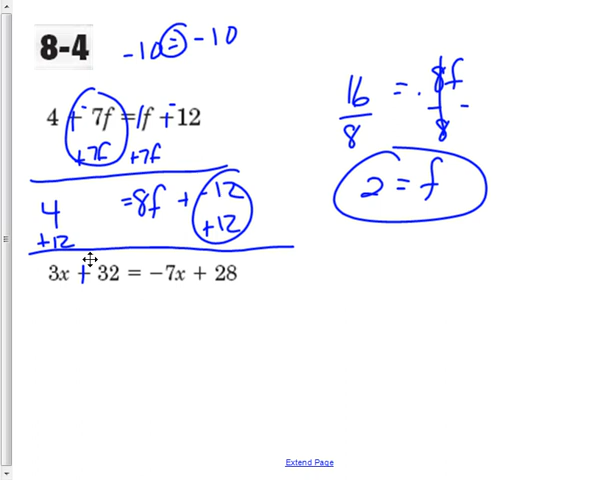 8-4
-10 = -10
4 + -7f = 1f + -12
+7f +7f
4 = 8f + -12
+12 +12
3x + 32 = −7x + 28
16 = 8f
8 8
2 = f
Extend Page